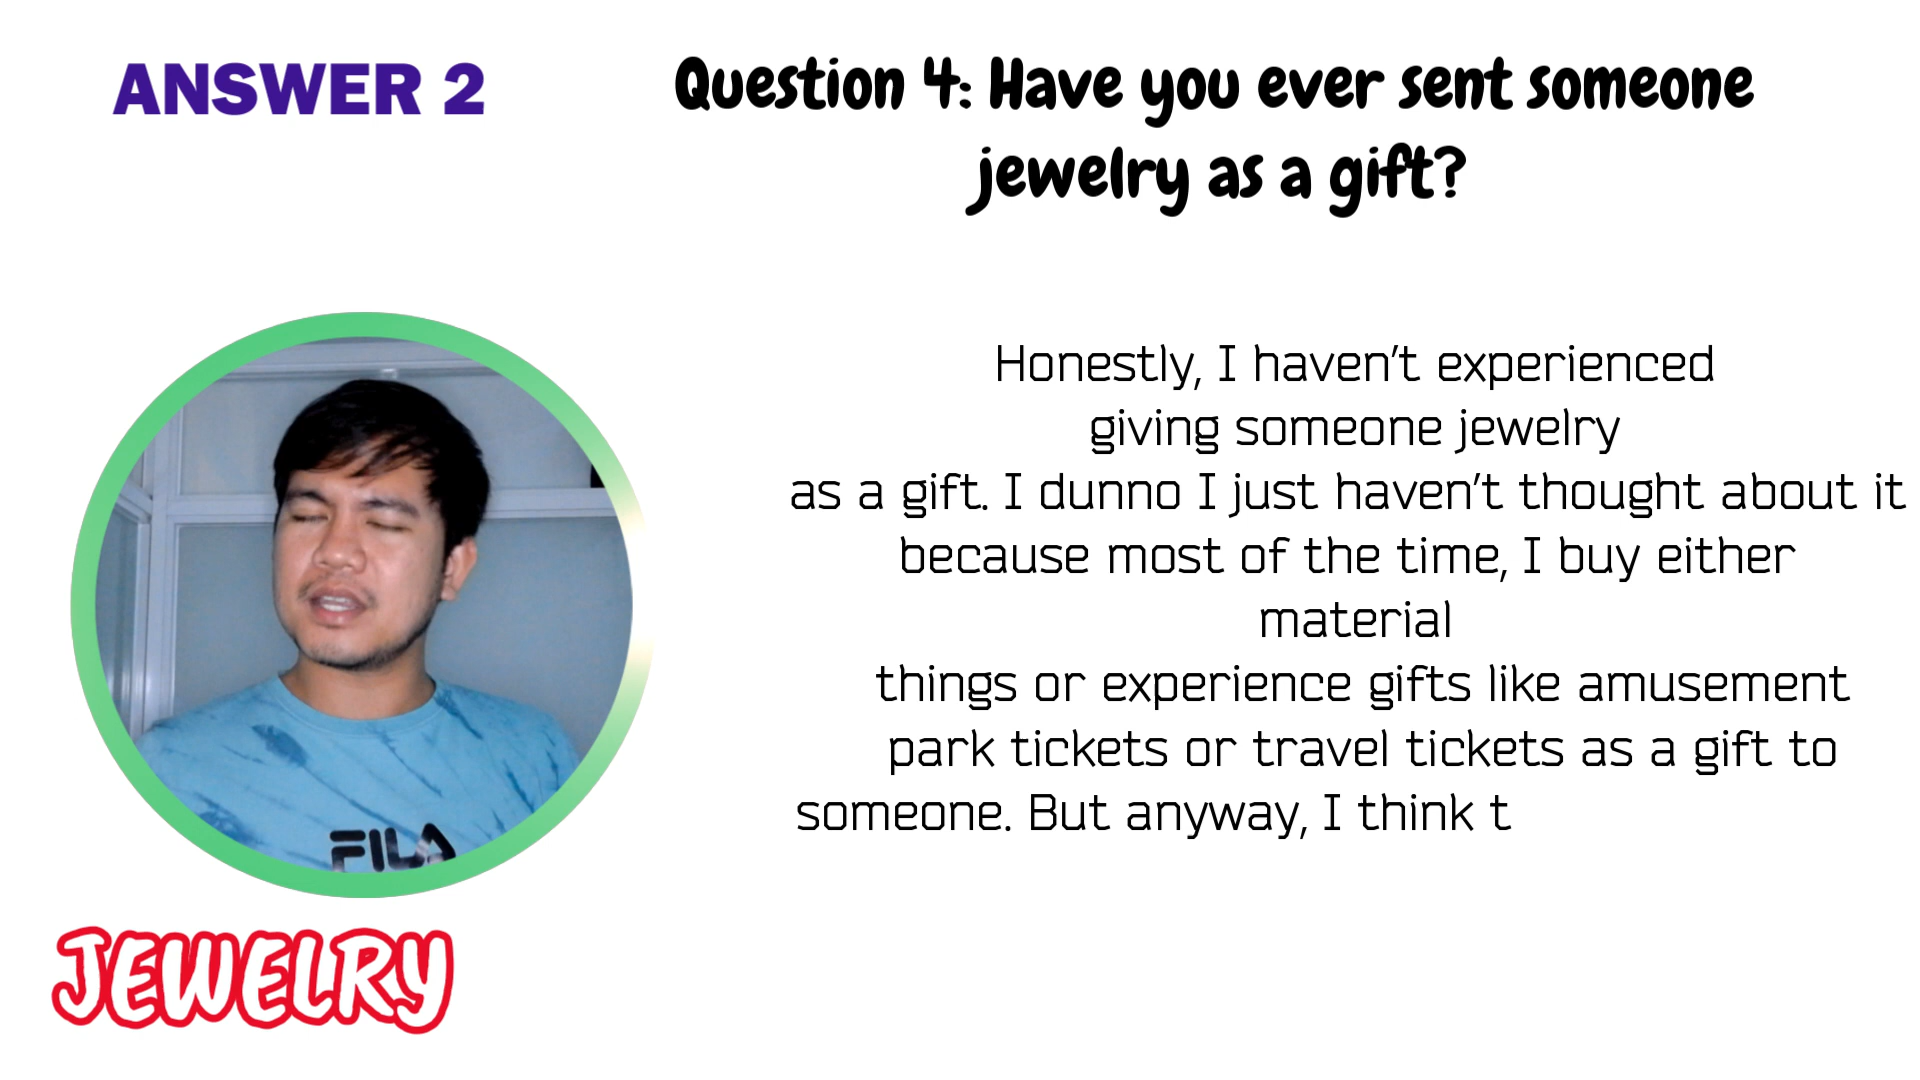 ANSWER 2
Question 4: Have you ever sent someone
jewelry as a gift?
Honestly, I haven't experienced
giving someone jewelry
as a gift. I dunno I just haven't thought about it
because most of the time, I buy either
material
things or experience gifts like amusement
park tickets or travel tickets as a gift to
someone. But anyway, I think t
FILA
JEWELRY